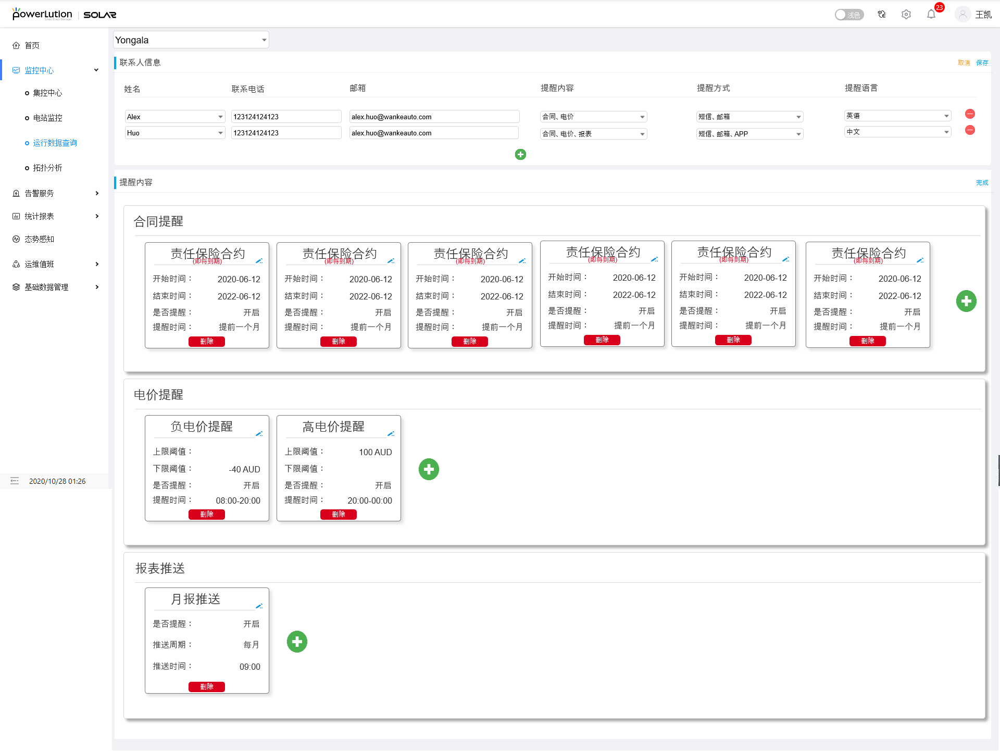 powerLution | SOLAR
浅色
23
王凯
首页
监控中心
集控中心
电站监控
运行数据查询
拓扑分析
告警服务
统计报表
态势感知
运维值班
基础数据管理
2020/10/28 01:26
Yongala
联系人信息
取消 保存
姓名 联系电话 邮箱 提醒内容 提醒方式 提醒语言
Alex 123124124123 alex.huo@wankeauto.com 合同、电价 短信、邮箱 英语
Huo 123124124123 alex.huo@wankeauto.com 合同、电价、报表 短信、邮箱、APP 中文
提醒内容
完成
合同提醒
责任保险合约
(即将到期)
开始时间： 2020-06-12
结束时间： 2022-06-12
是否提醒： 开启
提醒时间： 提前一个月
删除
责任保险合约
(即将到期)
开始时间： 2020-06-12
结束时间： 2022-06-12
是否提醒： 开启
提醒时间： 提前一个月
删除
责任保险合约
(即将到期)
开始时间： 2020-06-12
结束时间： 2022-06-12
是否提醒： 开启
提醒时间： 提前一个月
删除
责任保险合约
(即将到期)
开始时间： 2020-06-12
结束时间： 2022-06-12
是否提醒： 开启
提醒时间： 提前一个月
删除
责任保险合约
(即将到期)
开始时间： 2020-06-12
结束时间： 2022-06-12
是否提醒： 开启
提醒时间： 提前一个月
删除
责任保险合约
(即将到期)
开始时间： 2020-06-12
结束时间： 2022-06-12
是否提醒： 开启
提醒时间： 提前一个月
删除
电价提醒
负电价提醒
上限阈值：
下限阈值： -40 AUD
是否提醒： 开启
提醒时间： 08:00-20:00
删除
高电价提醒
上限阈值： 100 AUD
下限阈值：
是否提醒： 开启
提醒时间： 20:00-00:00
删除
报表推送
月报推送
是否提醒： 开启
推送周期： 每月
推送时间： 09:00
删除